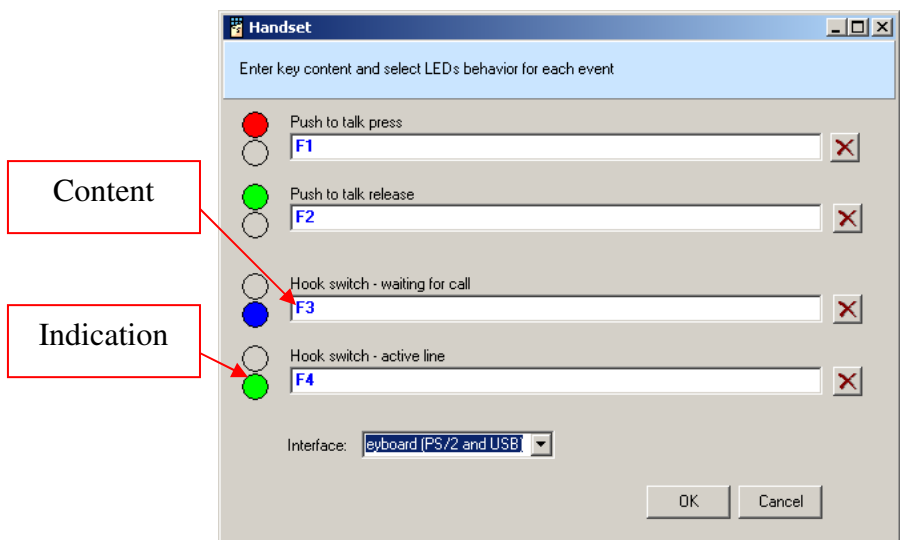 Handset
Enter key content and select LEDs behavior for each event
Push to talk press
F1
Content
Push to talk release
F2
Hook switch - waiting for call
F3
Indication
Hook switch - active line
F4
Interface: eyboard (PS/2 and USB)
OK Cancel